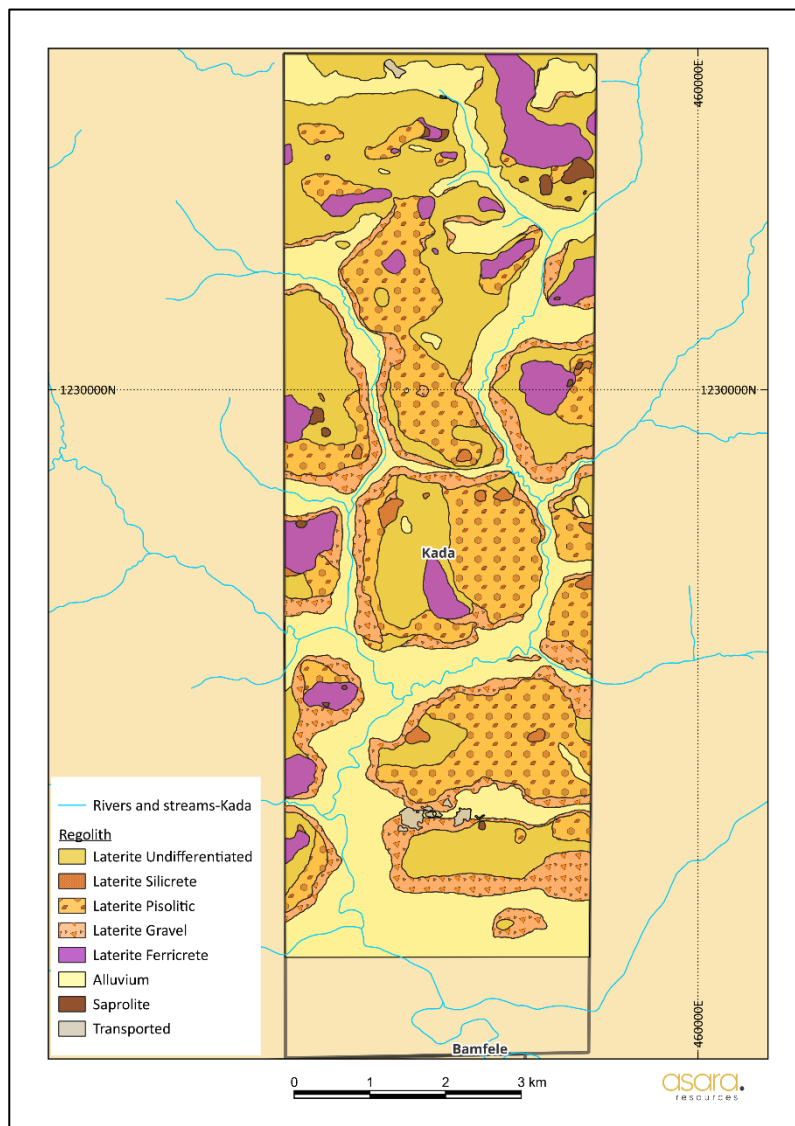 460000E
1230000N
1230000N
Kada
Rivers and streams-Kada
Regolith
Laterite Undifferentiated
Laterite Silicrete
Laterite Pisolitic
Laterite Gravel
Laterite Ferricrete
Alluvium
Saprolite
Transported
460000E
Bamfele
0 1 2 3 km
asara.
resources